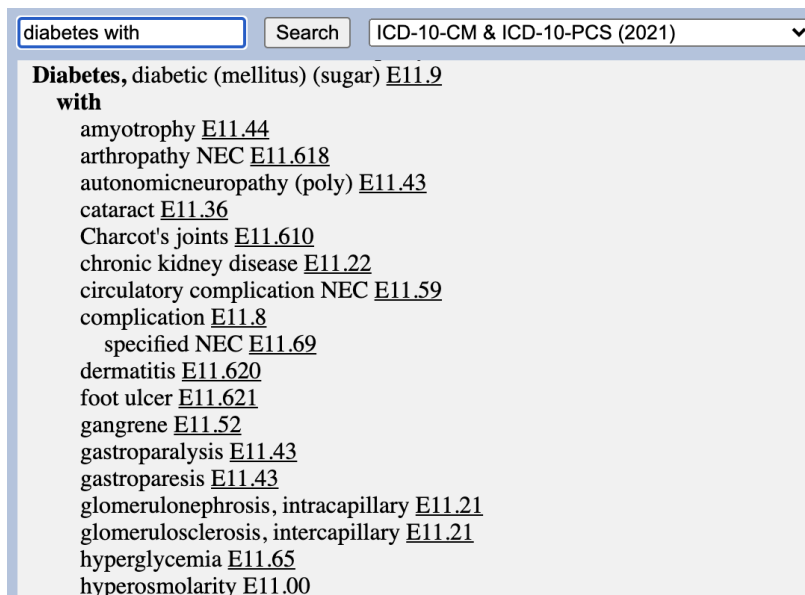 diabetes with Search ICD-10-CM & ICD-10-PCS (2021)
Diabetes, diabetic (mellitus) (sugar) E11.9
with
amyotrophy E11.44
arthropathy NEC E11.618
autonomicneuropathy (poly) E11.43
cataract E11.36
Charcot's joints E11.610
chronic kidney disease E11.22
circulatory complication NEC E11.59
complication E11.8
specified NEC E11.69
dermatitis E11.620
foot ulcer E11.621
gangrene E11.52
gastroparalysis E11.43
gastroparesis E11.43
glomerulonephrosis, intracapillary E11.21
glomerulosclerosis, intercapillary E11.21
hyperglycemia E11.65
hyperosmolarity E11.00